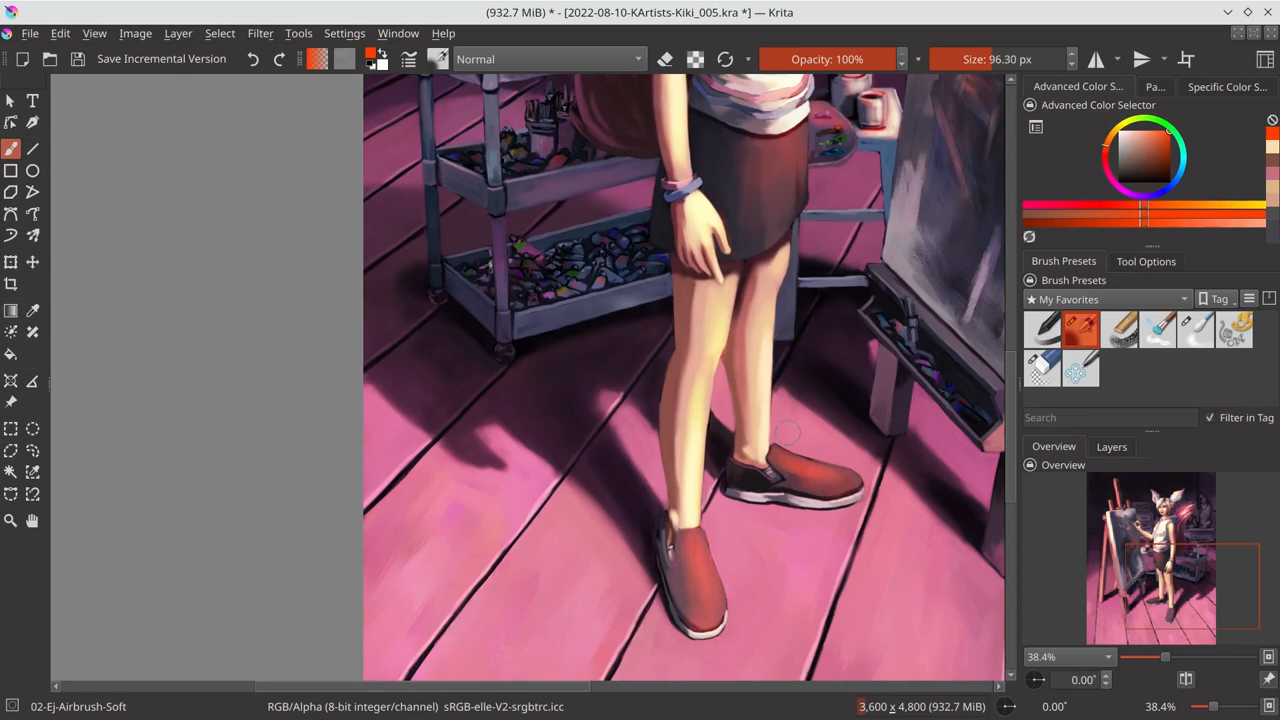 (932.7 MiB) * - [2022-08-10-KArtists-Kiki_005.kra *] — Krita
File Edit View Image Layer Select Filter Tools Settings Window Help
Save Incremental Version Normal Opacity: 100% Size: 96.30 px
Advanced Color S... Pa... Specific Color S...
Advanced Color Selector
Brush Presets Tool Options
Brush Presets
★ My Favorites Tag
Search Filter in Tag
Overview Layers
Overview
38.4%
0.00°
02-Ej-Airbrush-Soft RGB/Alpha (8-bit integer/channel) sRGB-elle-V2-srgbtrc.icc 3,600 x 4,800 (932.7 MiB) 0.00° 38.4%